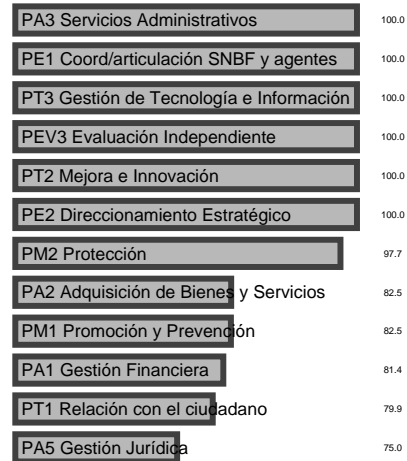 PA3 Servicios Administrativos 100.0
PE1 Coord/articulación SNBF y agentes 100.0
PT3 Gestión de Tecnología e Información 100.0
PEV3 Evaluación Independiente 100.0
PT2 Mejora e Innovación 100.0
PE2 Direccionamiento Estratégico 100.0
PM2 Protección 97.7
PA2 Adquisición de Bienes y Servicios 82.5
PM1 Promoción y Prevención 82.5
PA1 Gestión Financiera 81.4
PT1 Relación con el ciudadano 79.9
PA5 Gestión Jurídica 75.0